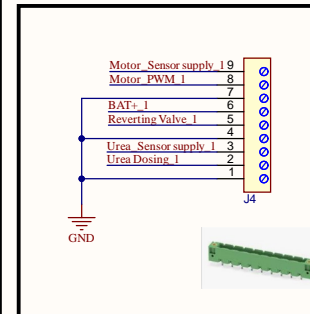 Motor_Sensor supply_1 9
Motor_PWM_1 8
7
BAT+_1 6
Reverting Valve_1 5
4
Urea_Sensor supply_1 3
Urea Dosing_1 2
1
J4
GND